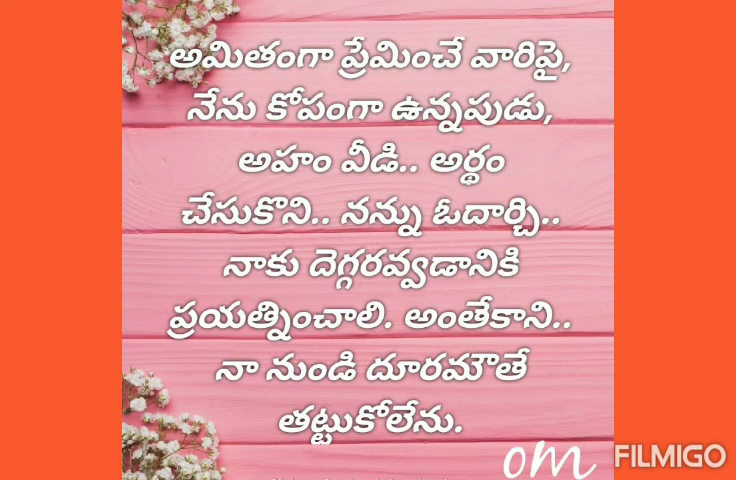 అమితంగా ప్రేమించే వారిపై,
నేను కోపంగా ఉన్నపుడు,
అహం వీడి.. అర్థం
చేసుకొని.. నన్ను ఓదార్చి..
నాకు దెగ్గరవ్వడానికి
ప్రయత్నించాలి. అంతేకాని..
నా నుండి దూరమౌతే
తట్టుకోలేను.
om FILMIGO